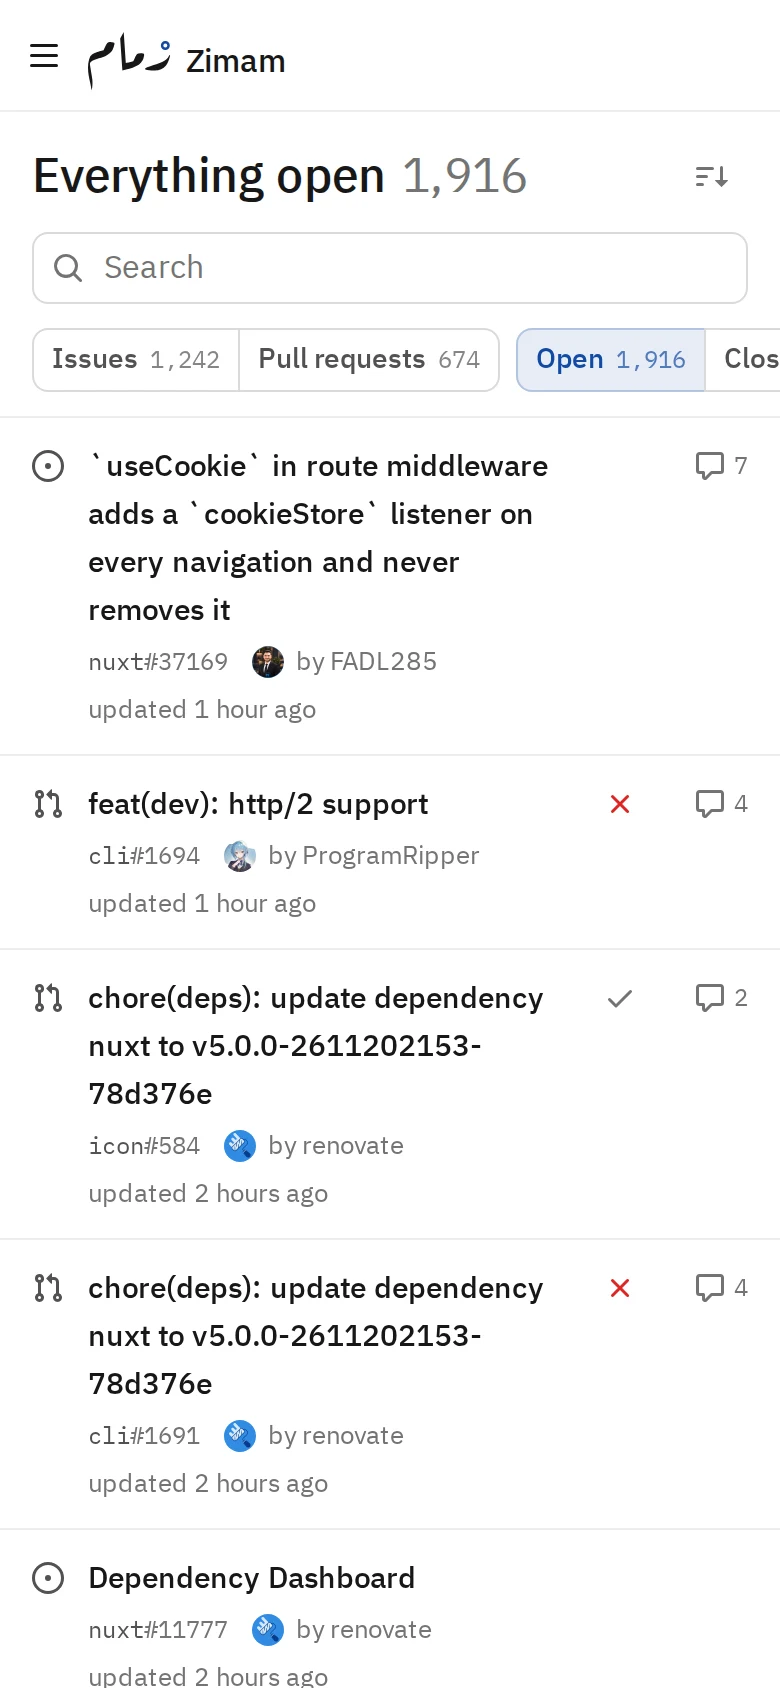 زمام Zimam
Everything open 1,916
Search
Issues 1,242 Pull requests 674 Open 1,916 Clos
`useCookie` in route middleware
adds a `cookieStore` listener on
every navigation and never
removes it
7
nuxt#37169 by FADL285
updated 1 hour ago
feat(dev): http/2 support
4
cli#1694 by ProgramRipper
updated 1 hour ago
chore(deps): update dependency
nuxt to v5.0.0-2611202153-
78d376e
2
icon#584 by renovate
updated 2 hours ago
chore(deps): update dependency
nuxt to v5.0.0-2611202153-
78d376e
4
cli#1691 by renovate
updated 2 hours ago
Dependency Dashboard
nuxt#11777 by renovate
updated 2 hours ago